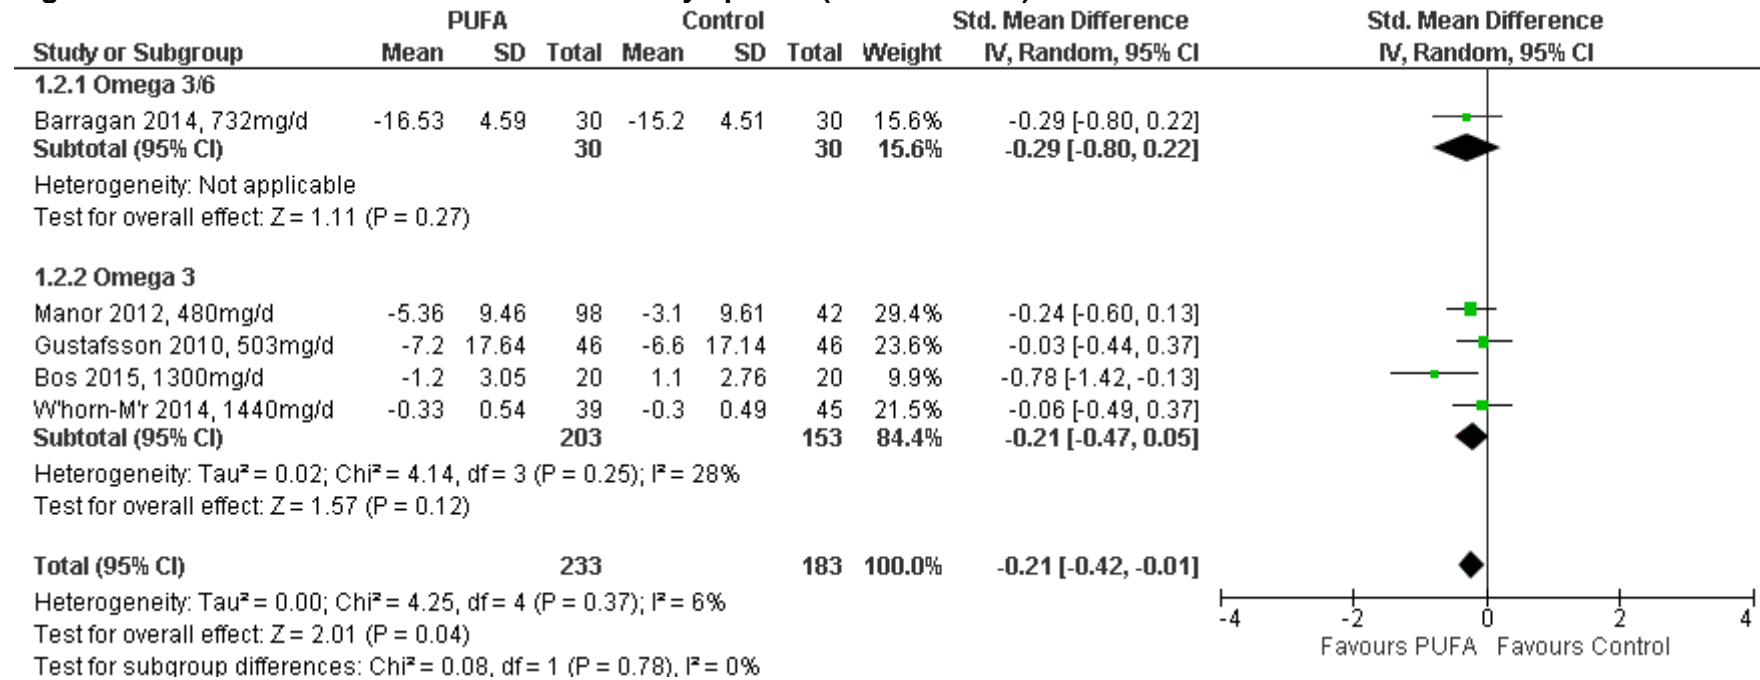 PUFA Control Std. Mean Difference Std. Mean Difference
Study or Subgroup Mean SD Total Mean SD Total Weight IV, Random, 95% CI IV, Random, 95% CI
1.2.1 Omega 3/6
Barragan 2014, 732mg/d -16.53 4.59 30 -15.2 4.51 30 15.6% -0.29 [-0.80, 0.22]
Subtotal (95% CI) 30 30 15.6% -0.29 [-0.80, 0.22]
Heterogeneity: Not applicable
Test for overall effect: Z = 1.11 (P = 0.27)
1.2.2 Omega 3
Manor 2012, 480mg/d -5.36 9.46 98 -3.1 9.61 42 29.4% -0.24 [-0.60, 0.13]
Gustafsson 2010, 503mg/d -7.2 17.64 46 -6.6 17.14 46 23.6% -0.03 [-0.44, 0.37]
Bos 2015, 1300mg/d -1.2 3.05 20 1.1 2.76 20 9.9% -0.78 [-1.42, -0.13]
W'horn-M'r 2014, 1440mg/d -0.33 0.54 39 -0.3 0.49 45 21.5% -0.06 [-0.49, 0.37]
Subtotal (95% CI) 203 153 84.4% -0.21 [-0.47, 0.05]
Heterogeneity: Tau² = 0.02; Chi² = 4.14, df = 3 (P = 0.25); I² = 28%
Test for overall effect: Z = 1.57 (P = 0.12)
Total (95% CI) 233 183 100.0% -0.21 [-0.42, -0.01]
Heterogeneity: Tau² = 0.00; Chi² = 4.25, df = 4 (P = 0.37); I² = 6%
Test for overall effect: Z = 2.01 (P = 0.04)
Test for subgroup differences: Chi² = 0.08, df = 1 (P = 0.78), I² = 0%
-4 -2 0 2 4
Favours PUFA Favours Control